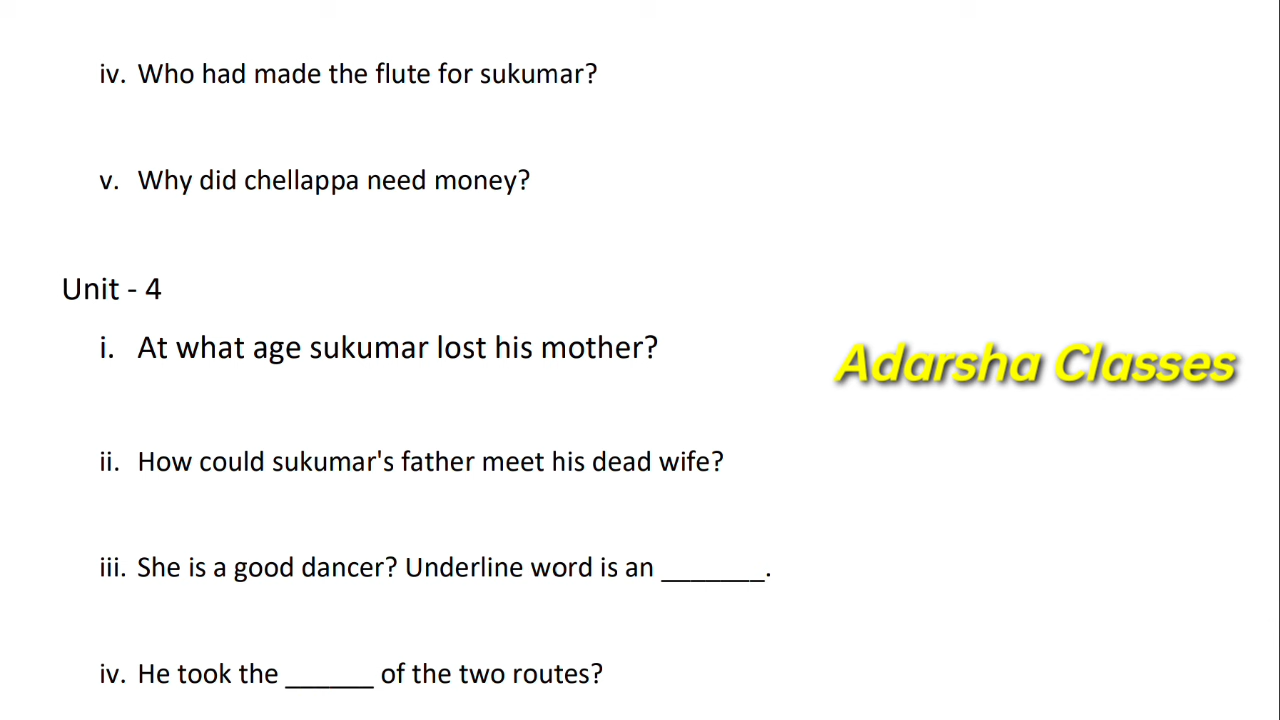 iv. Who had made the flute for sukumar?
v. Why did chellappa need money?
Unit - 4
i. At what age sukumar lost his mother?
Adarsha Classes
ii. How could sukumar's father meet his dead wife?
iii. She is a good dancer? Underline word is an _______.
iv. He took the ______ of the two routes?